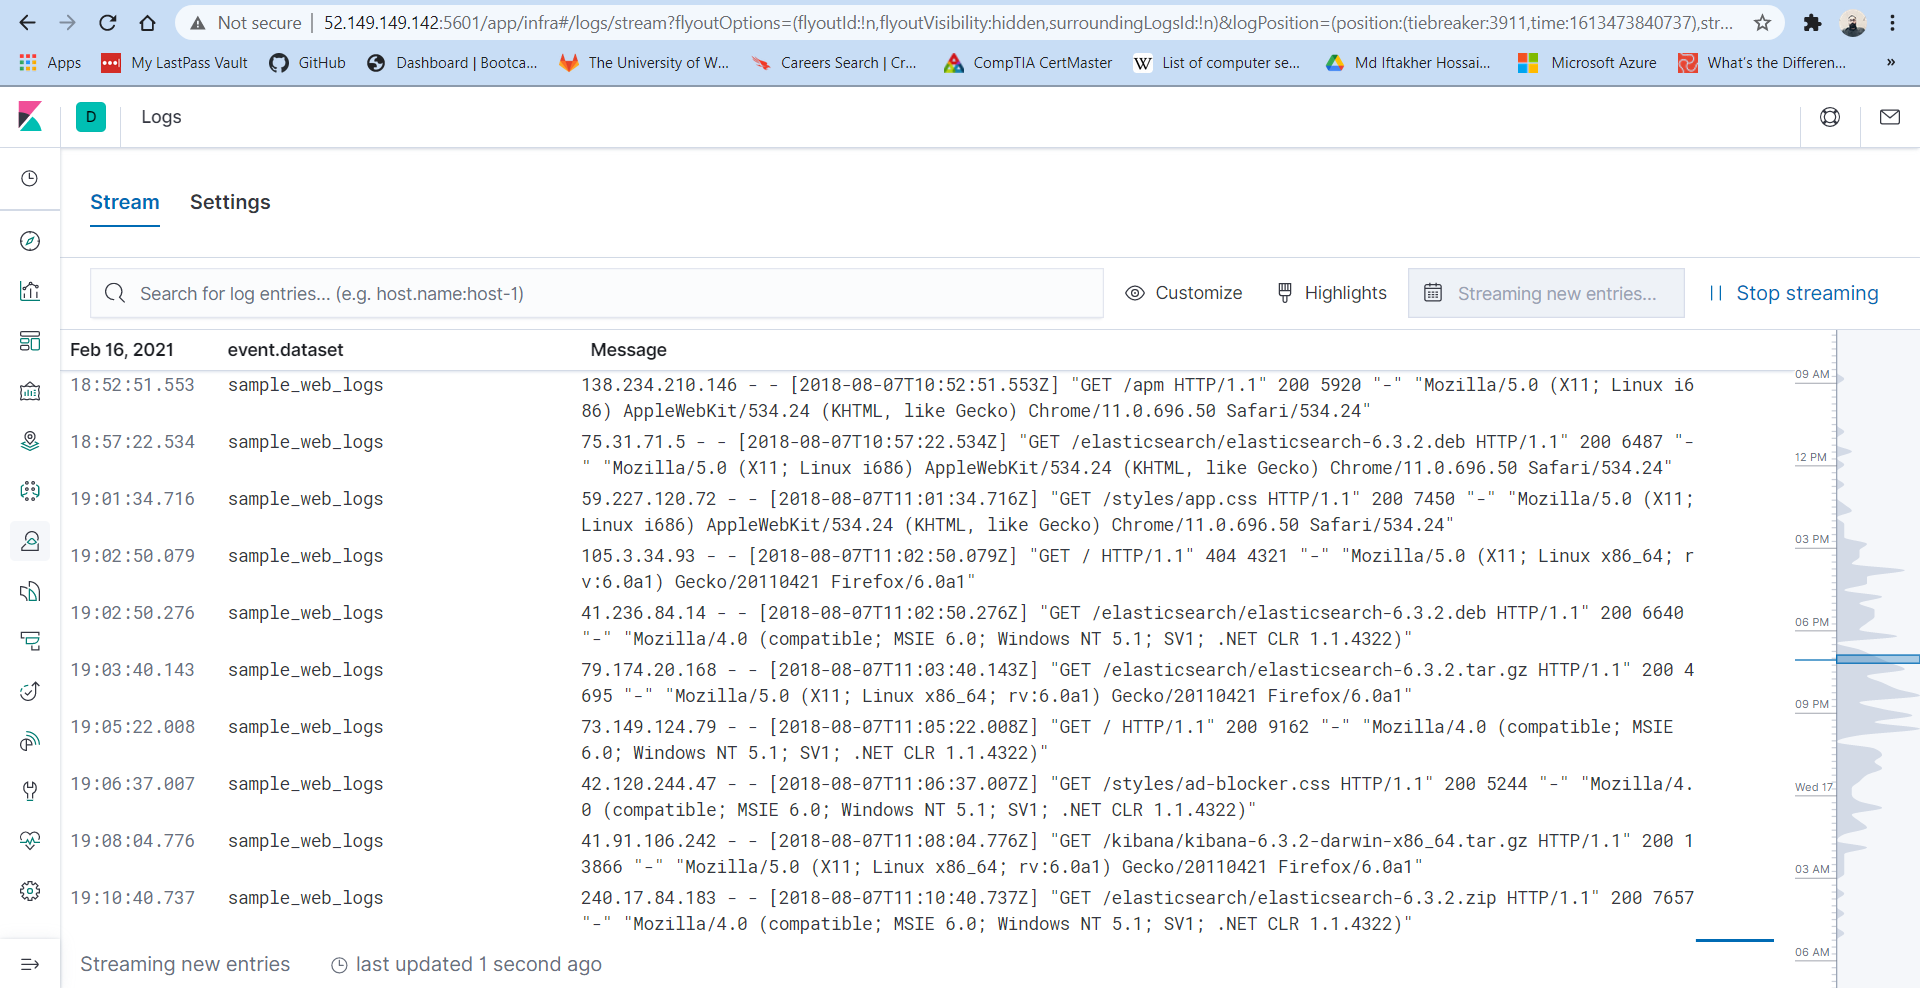 Not secure | 52.149.149.142:5601/app/infra#/logs/stream?flyoutOptions=(flyoutId:!n,flyoutVisibility:hidden,surroundingLogsId:!n)&logPosition=(position:(tiebreaker:3911,time:1613473840737),str...
Apps My LastPass Vault GitHub Dashboard | Bootca... The University of W... Careers Search | Cr... CompTIA CertMaster W List of computer se... Md Iftakher Hossai... Microsoft Azure What's the Differen... »
D Logs
Stream Settings
Search for log entries... (e.g. host.name:host-1) Customize Highlights Streaming new entries... Stop streaming
Feb 16, 2021 event.dataset Message
18:52:51.553 sample_web_logs 138.234.210.146 - - [2018-08-07T10:52:51.553Z] "GET /apm HTTP/1.1" 200 5920 "-" "Mozilla/5.0 (X11; Linux i6
86) AppleWebKit/534.24 (KHTML, like Gecko) Chrome/11.0.696.50 Safari/534.24"
18:57:22.534 sample_web_logs 75.31.71.5 - - [2018-08-07T10:57:22.534Z] "GET /elasticsearch/elasticsearch-6.3.2.deb HTTP/1.1" 200 6487 "-
" "Mozilla/5.0 (X11; Linux i686) AppleWebKit/534.24 (KHTML, like Gecko) Chrome/11.0.696.50 Safari/534.24"
19:01:34.716 sample_web_logs 59.227.120.72 - - [2018-08-07T11:01:34.716Z] "GET /styles/app.css HTTP/1.1" 200 7450 "-" "Mozilla/5.0 (X11;
Linux i686) AppleWebKit/534.24 (KHTML, like Gecko) Chrome/11.0.696.50 Safari/534.24"
19:02:50.079 sample_web_logs 105.3.34.93 - - [2018-08-07T11:02:50.079Z] "GET / HTTP/1.1" 404 4321 "-" "Mozilla/5.0 (X11; Linux x86_64; r
v:6.0a1) Gecko/20110421 Firefox/6.0a1"
19:02:50.276 sample_web_logs 41.236.84.14 - - [2018-08-07T11:02:50.276Z] "GET /elasticsearch/elasticsearch-6.3.2.deb HTTP/1.1" 200 6640
"-" "Mozilla/4.0 (compatible; MSIE 6.0; Windows NT 5.1; SV1; .NET CLR 1.1.4322)"
19:03:40.143 sample_web_logs 79.174.20.168 - - [2018-08-07T11:03:40.143Z] "GET /elasticsearch/elasticsearch-6.3.2.tar.gz HTTP/1.1" 200 4
695 "-" "Mozilla/5.0 (X11; Linux x86_64; rv:6.0a1) Gecko/20110421 Firefox/6.0a1"
19:05:22.008 sample_web_logs 73.149.124.79 - - [2018-08-07T11:05:22.008Z] "GET / HTTP/1.1" 200 9162 "-" "Mozilla/4.0 (compatible; MSIE
6.0; Windows NT 5.1; SV1; .NET CLR 1.1.4322)"
19:06:37.007 sample_web_logs 42.120.244.47 - - [2018-08-07T11:06:37.007Z] "GET /styles/ad-blocker.css HTTP/1.1" 200 5244 "-" "Mozilla/4.
0 (compatible; MSIE 6.0; Windows NT 5.1; SV1; .NET CLR 1.1.4322)"
19:08:04.776 sample_web_logs 41.91.106.242 - - [2018-08-07T11:08:04.776Z] "GET /kibana/kibana-6.3.2-darwin-x86_64.tar.gz HTTP/1.1" 200 1
3866 "-" "Mozilla/5.0 (X11; Linux x86_64; rv:6.0a1) Gecko/20110421 Firefox/6.0a1"
19:10:40.737 sample_web_logs 240.17.84.183 - - [2018-08-07T11:10:40.737Z] "GET /elasticsearch/elasticsearch-6.3.2.zip HTTP/1.1" 200 7657
"-" "Mozilla/4.0 (compatible; MSIE 6.0; Windows NT 5.1; SV1; .NET CLR 1.1.4322)"
09 AM
12 PM
03 PM
06 PM
09 PM
Wed 17
03 AM
06 AM
Streaming new entries last updated 1 second ago